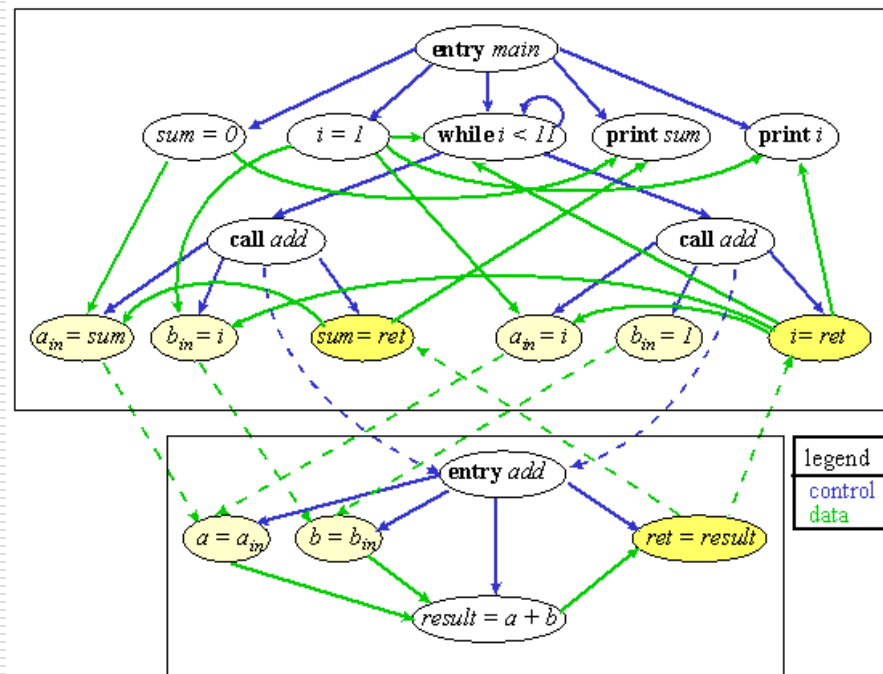 entry main
sum = 0
i = 1
while i < 11
print sum
print i
call add
call add
a_in = sum
b_in = i
sum = ret
a_in = i
b_in = 1
i = ret
entry add
legend
control
data
a = a_in
b = b_in
ret = result
result = a + b